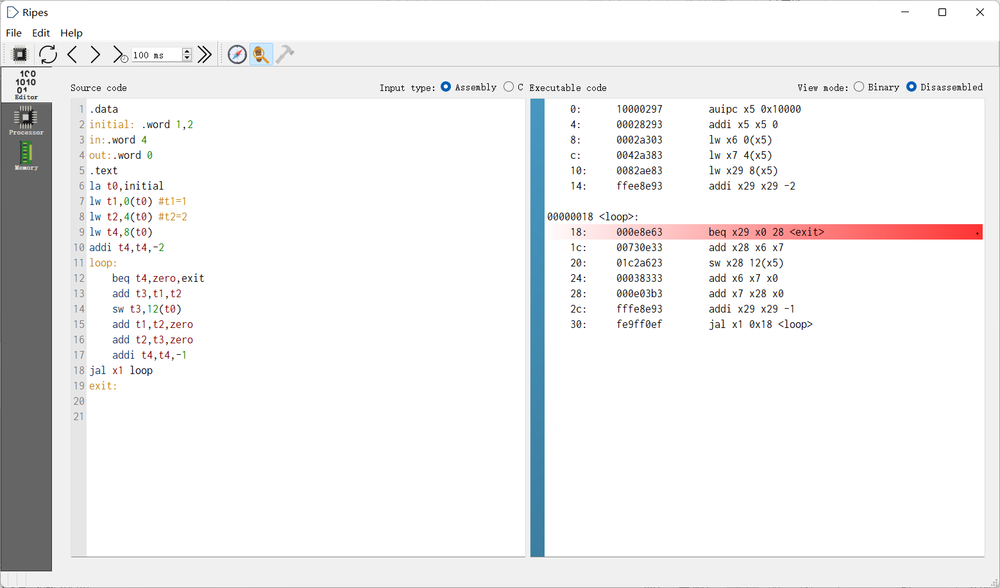 Ripes
File Edit Help
100 ms
Editor
Processor
Memory
Source code Input type: Assembly C
1 .data
2 initial: .word 1,2
3 in:.word 4
4 out:.word 0
5 .text
6 la t0,initial
7 lw t1,0(t0) #t1=1
8 lw t2,4(t0) #t2=2
9 lw t4,8(t0)
10 addi t4,t4,-2
11 loop:
12 beq t4,zero,exit
13 add t3,t1,t2
14 sw t3,12(t0)
15 add t1,t2,zero
16 add t2,t3,zero
17 addi t4,t4,-1
18 jal x1 loop
19 exit:
20
21
Executable code View mode: Binary Disassembled
0: 10000297 auipc x5 0x10000
4: 00028293 addi x5 x5 0
8: 0002a303 lw x6 0(x5)
c: 0042a383 lw x7 4(x5)
10: 0082ae83 lw x29 8(x5)
14: ffee8e93 addi x29 x29 -2
00000018 <loop>:
18: 000e8e63 beq x29 x0 28 <exit>
1c: 00730e33 add x28 x6 x7
20: 01c2a623 sw x28 12(x5)
24: 00038333 add x6 x7 x0
28: 000e03b3 add x7 x28 x0
2c: fffe8e93 addi x29 x29 -1
30: fe9ff0ef jal x1 0x18 <loop>